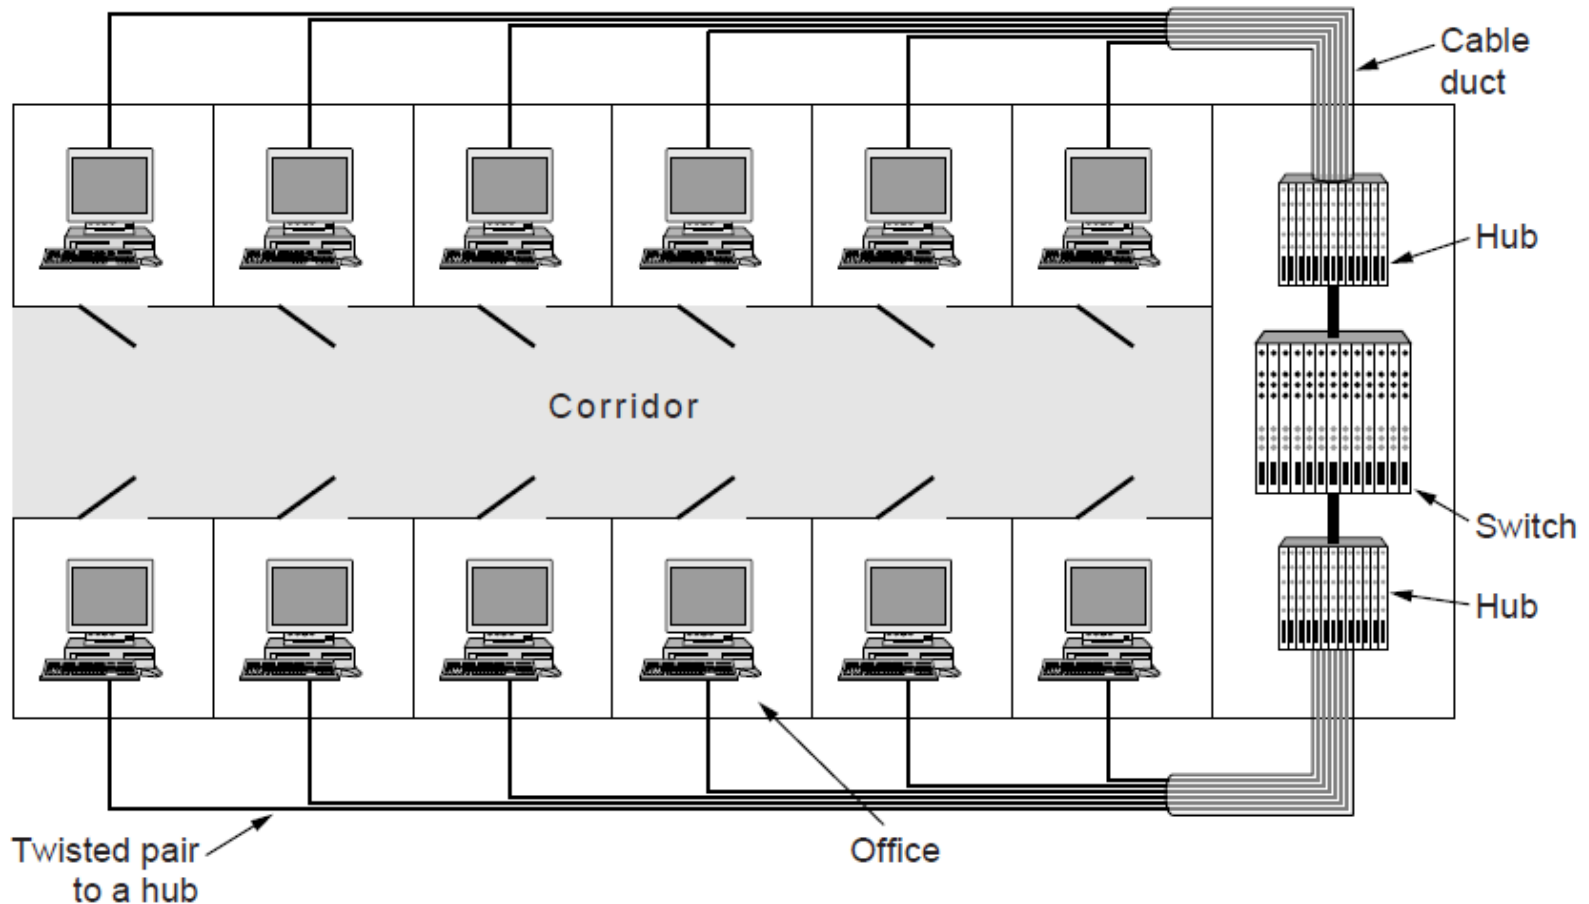 Cable
duct
Hub
Corridor
Switch
Hub
Twisted pair
to a hub
Office